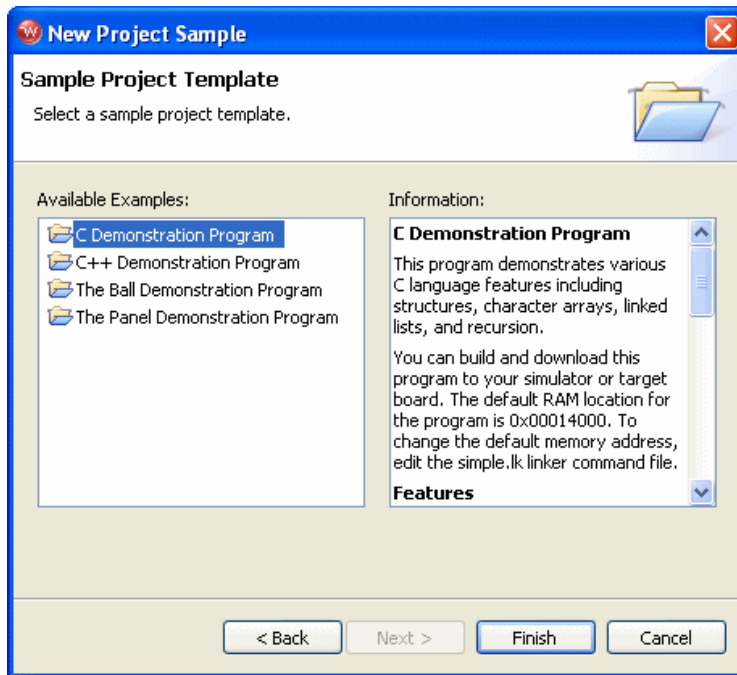 New Project Sample
Sample Project Template
Select a sample project template.
Available Examples:
C Demonstration Program
C++ Demonstration Program
The Ball Demonstration Program
The Panel Demonstration Program
Information:
C Demonstration Program
This program demonstrates various
C language features including
structures, character arrays, linked
lists, and recursion.
You can build and download this
program to your simulator or target
board. The default RAM location for
the program is 0x00014000. To
change the default memory address,
edit the simple.lk linker command file.
Features
< Back
Next >
Finish
Cancel